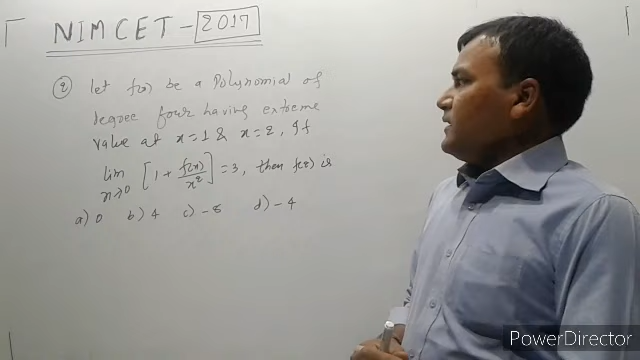 NIMCET - 2017
Q let f(x) be a Polynomial of
degree four having extreme
value at x=1 & x=2, If
lim x→0 [1 + f(x)/x²] = 3, then f(2) is
a) 0 b) 4 c) -8 d) -4
PowerDirector